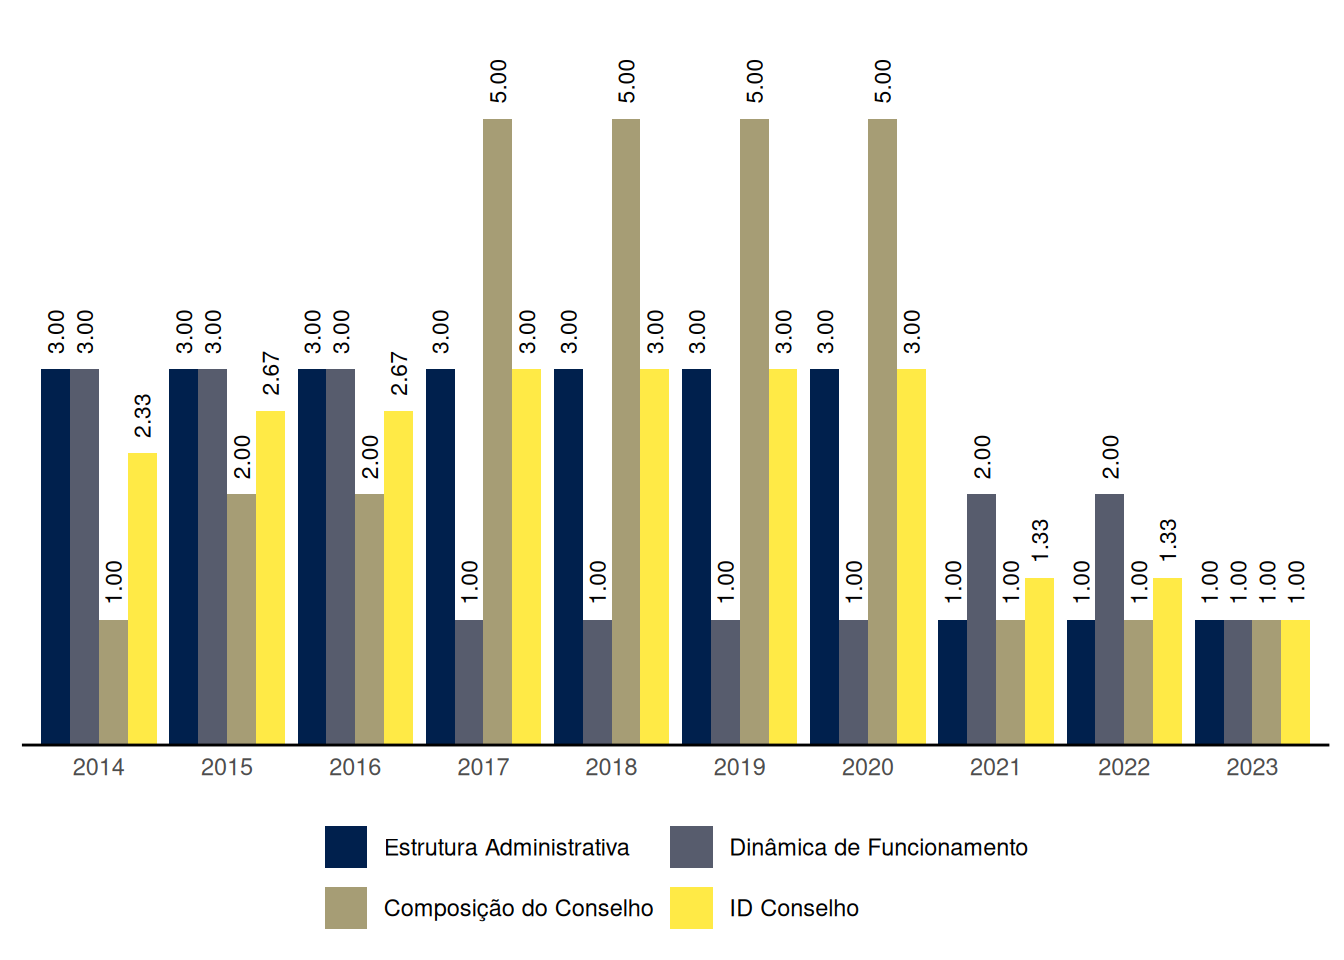 3.00 3.00 1.00 2.33
3.00 3.00 2.00 2.67
3.00 3.00 2.00 2.67
3.00 1.00 5.00 3.00
3.00 1.00 5.00 3.00
3.00 1.00 5.00 3.00
3.00 1.00 5.00 3.00
1.00 2.00 1.00 1.33
1.00 2.00 1.00 1.33
1.00 1.00 1.00 1.00
2014 2015 2016 2017 2018 2019 2020 2021 2022 2023
Estrutura Administrativa Dinâmica de Funcionamento
Composição do Conselho ID Conselho